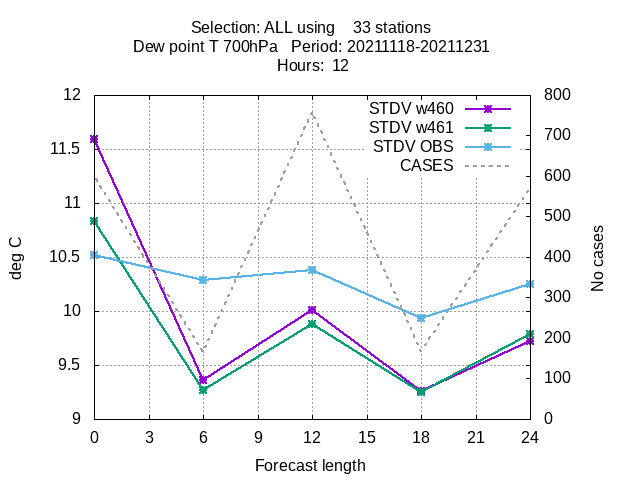 Selection: ALL using    33 stations
Dew point T 700hPa   Period: 20211118-20211231
Hours:  12
12
11.5
11
10.5
10
9.5
9
deg C
STDV w460
STDV w461
STDV OBS
CASES
800
700
600
500
400
300
200
100
0
No cases
0 3 6 9 12 15 18 21 24
Forecast length